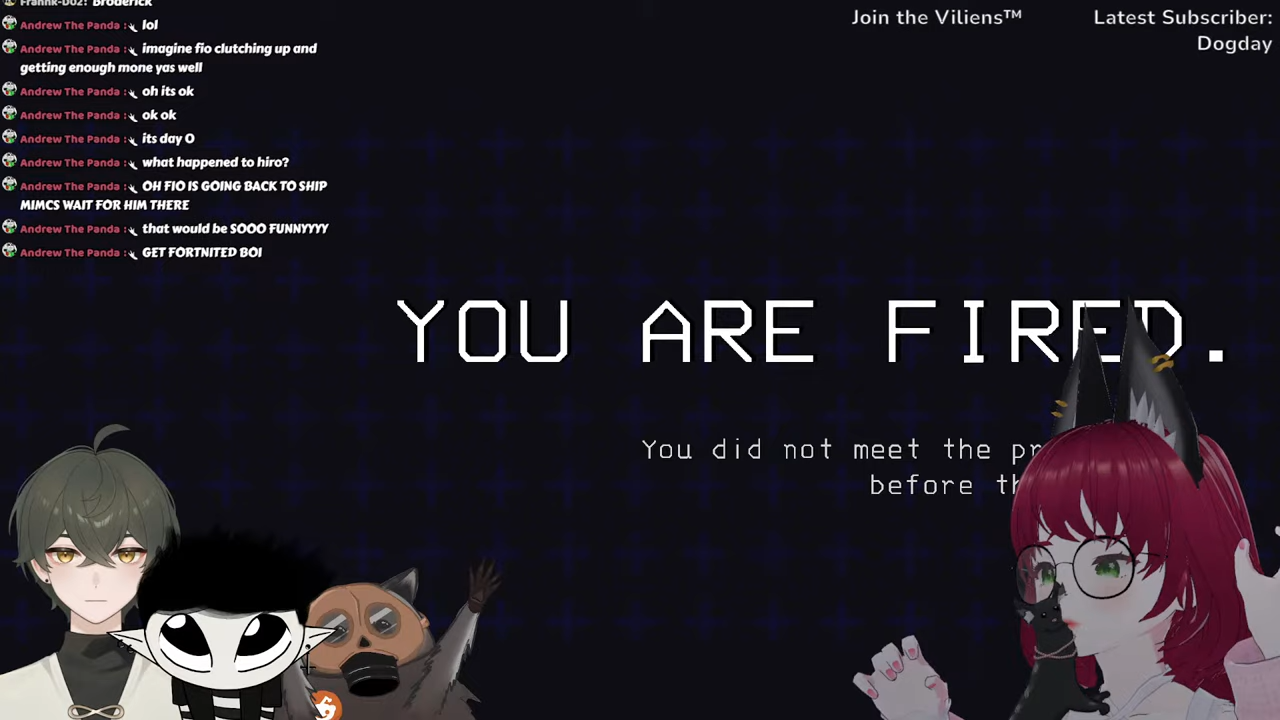 Frannk-D02: Broderick
Join the Viliens™
Latest Subscriber:
Dogday
Andrew The Panda : lol
Andrew The Panda : imagine fio clutching up and
getting enough mone yas well
Andrew The Panda : oh its ok
Andrew The Panda : ok ok
Andrew The Panda : its day 0
Andrew The Panda : what happened to hiro?
Andrew The Panda : OH FIO IS GOING BACK TO SHIP
MIMCS WAIT FOR HIM THERE
Andrew The Panda : that would be SOOO FUNNYYYY
Andrew The Panda : GET FORTNITED BOI
YOU ARE FIRED.
You did not meet the
before